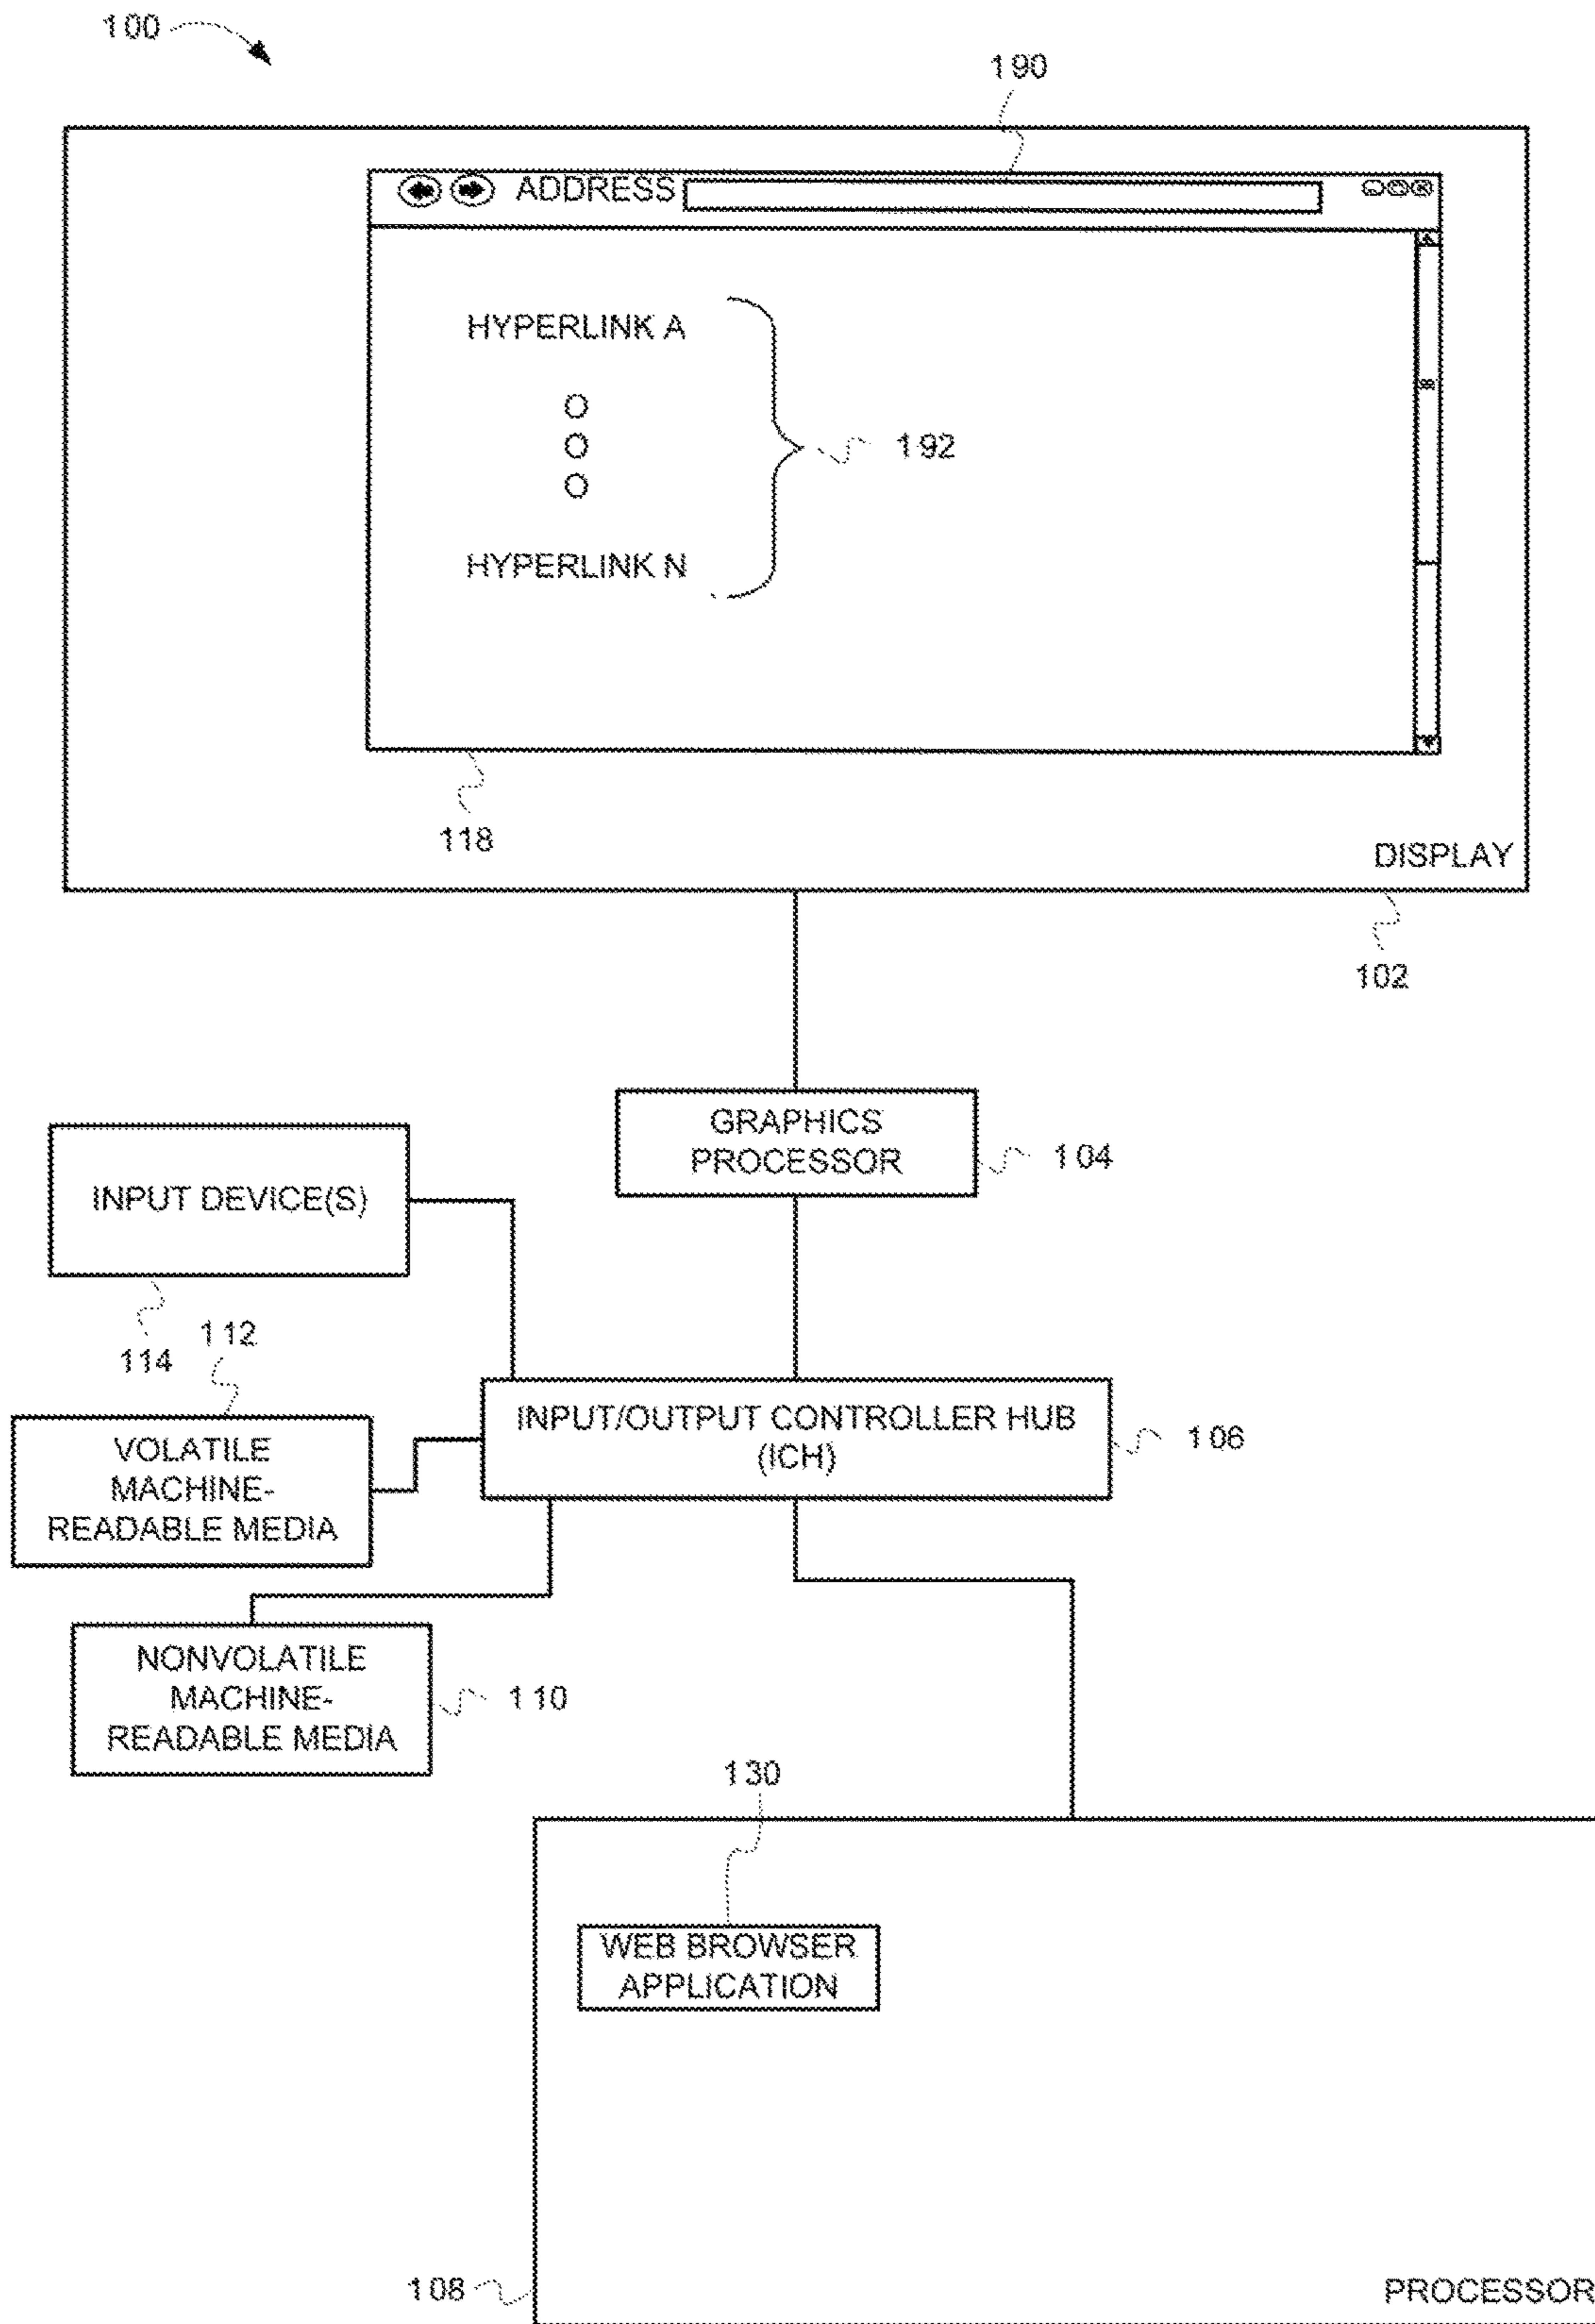 100
190
ADDRESS
HYPERLINK A
192
HYPERLINK N
118
DISPLAY
102
GRAPHICS
PROCESSOR
104
INPUT DEVICE(S)
114
112
INPUT/OUTPUT CONTROLLER HUB
(ICH)
106
VOLATILE
MACHINE-
READABLE MEDIA
NONVOLATILE
MACHINE-
READABLE MEDIA
110
130
WEB BROWSER
APPLICATION
108
PROCESSOR